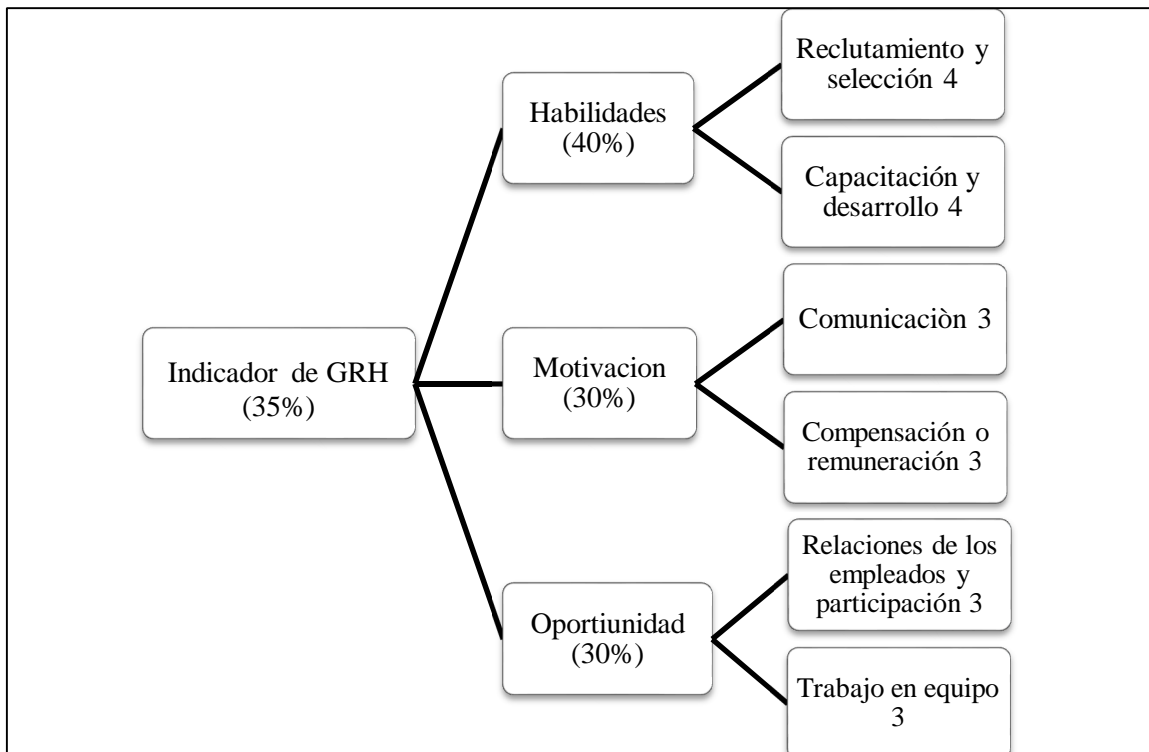 Reclutamiento y
selección 4
Habilidades
(40%)
Capacitación y
desarrollo 4
Comunicaciòn 3
Indicador de GRH
(35%)
Motivacion
(30%)
Compensación o
remuneración 3
Relaciones de los
empleados y
participación 3
Oportiunidad
(30%)
Trabajo en equipo
3